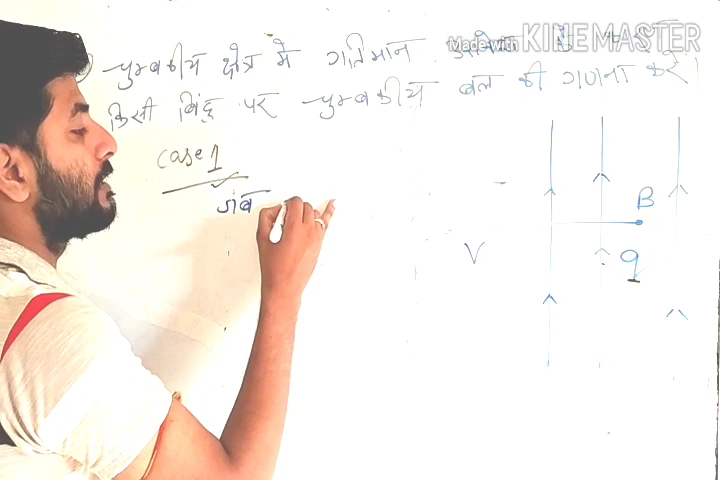 Made with KINEMASTER
चुम्बकीय क्षेत्र में गतिमान
किसी बिंदु पर चुम्बकीय बल की गणना करें।
case 1
जब
B
V
q